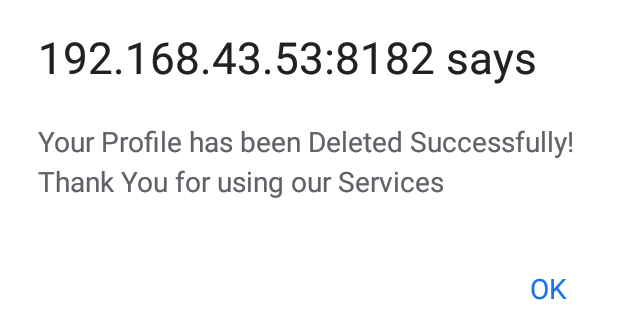 192.168.43.53:8182 says
Your Profile has been Deleted Successfully!
Thank You for using our Services
OK